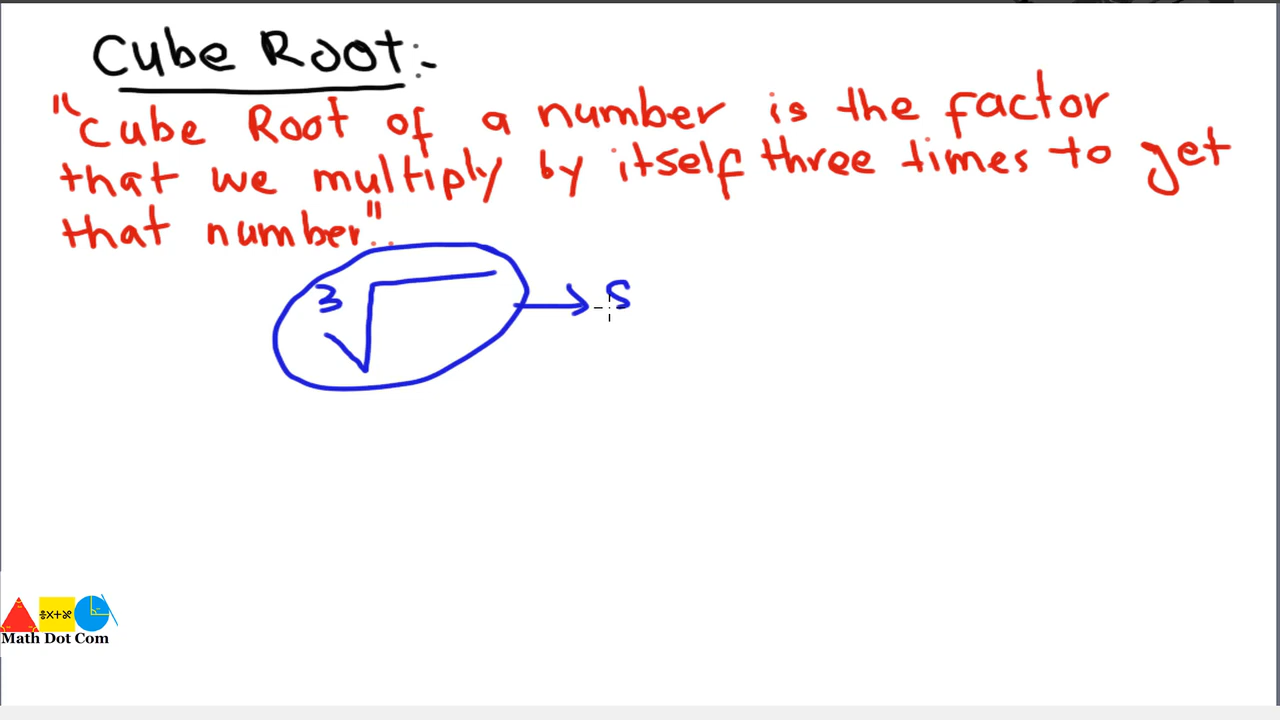 Cube Root:-
"Cube Root of a number is the factor
that we multiply by itself three times to get
that number".
3√ → S
÷x+
Math Dot Com